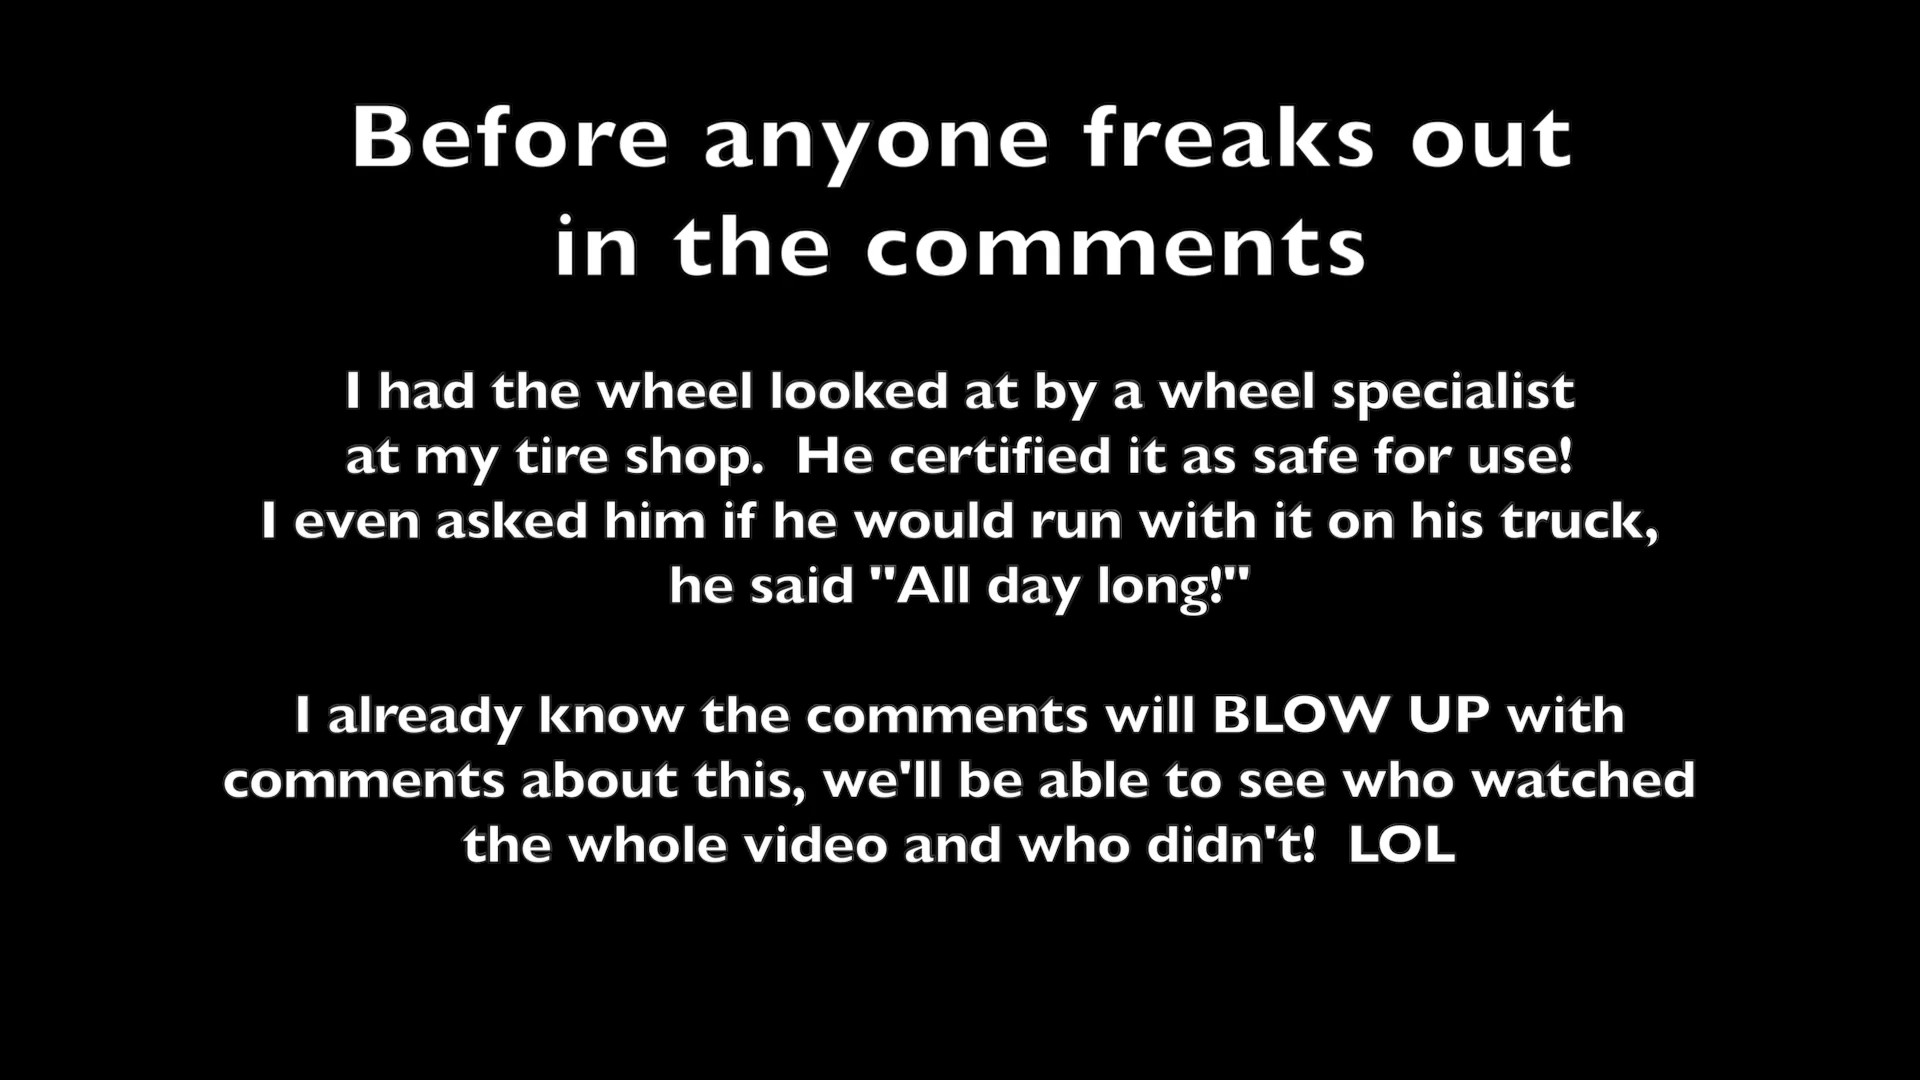 Before anyone freaks out
in the comments
I had the wheel looked at by a wheel specialist
at my tire shop.  He certified it as safe for use!
I even asked him if he would run with it on his truck,
he said "All day long!"
I already know the comments will BLOW UP with
comments about this, we'll be able to see who watched
the whole video and who didn't!  LOL